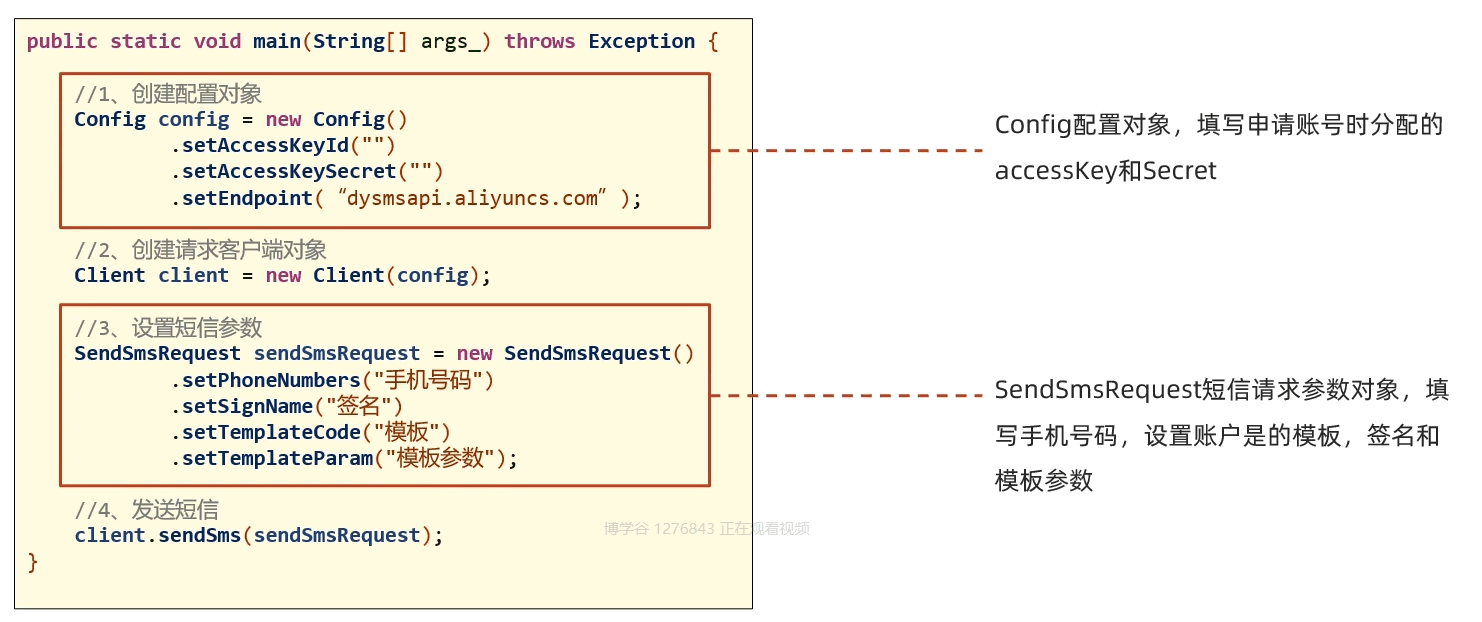 public static void main(String[] args_) throws Exception {
//1、创建配置对象
Config config = new Config()
.setAccessKeyId("")
.setAccessKeySecret("")
.setEndpoint( “dysmsapi.aliyuncs.com” );
//2、创建请求客户端对象
Client client = new Client(config);
//3、设置短信参数
SendSmsRequest sendSmsRequest = new SendSmsRequest()
.setPhoneNumbers("手机号码")
.setSignName("签名")
.setTemplateCode("模板")
.setTemplateParam("模板参数");
//4、发送短信
client.sendSms(sendSmsRequest);
}
Config配置对象，填写申请账号时分配的
accessKey和Secret
SendSmsRequest短信请求参数对象，填
写手机号码，设置账户是的模板，签名和
模板参数
博学谷 1276843 正在观看视频